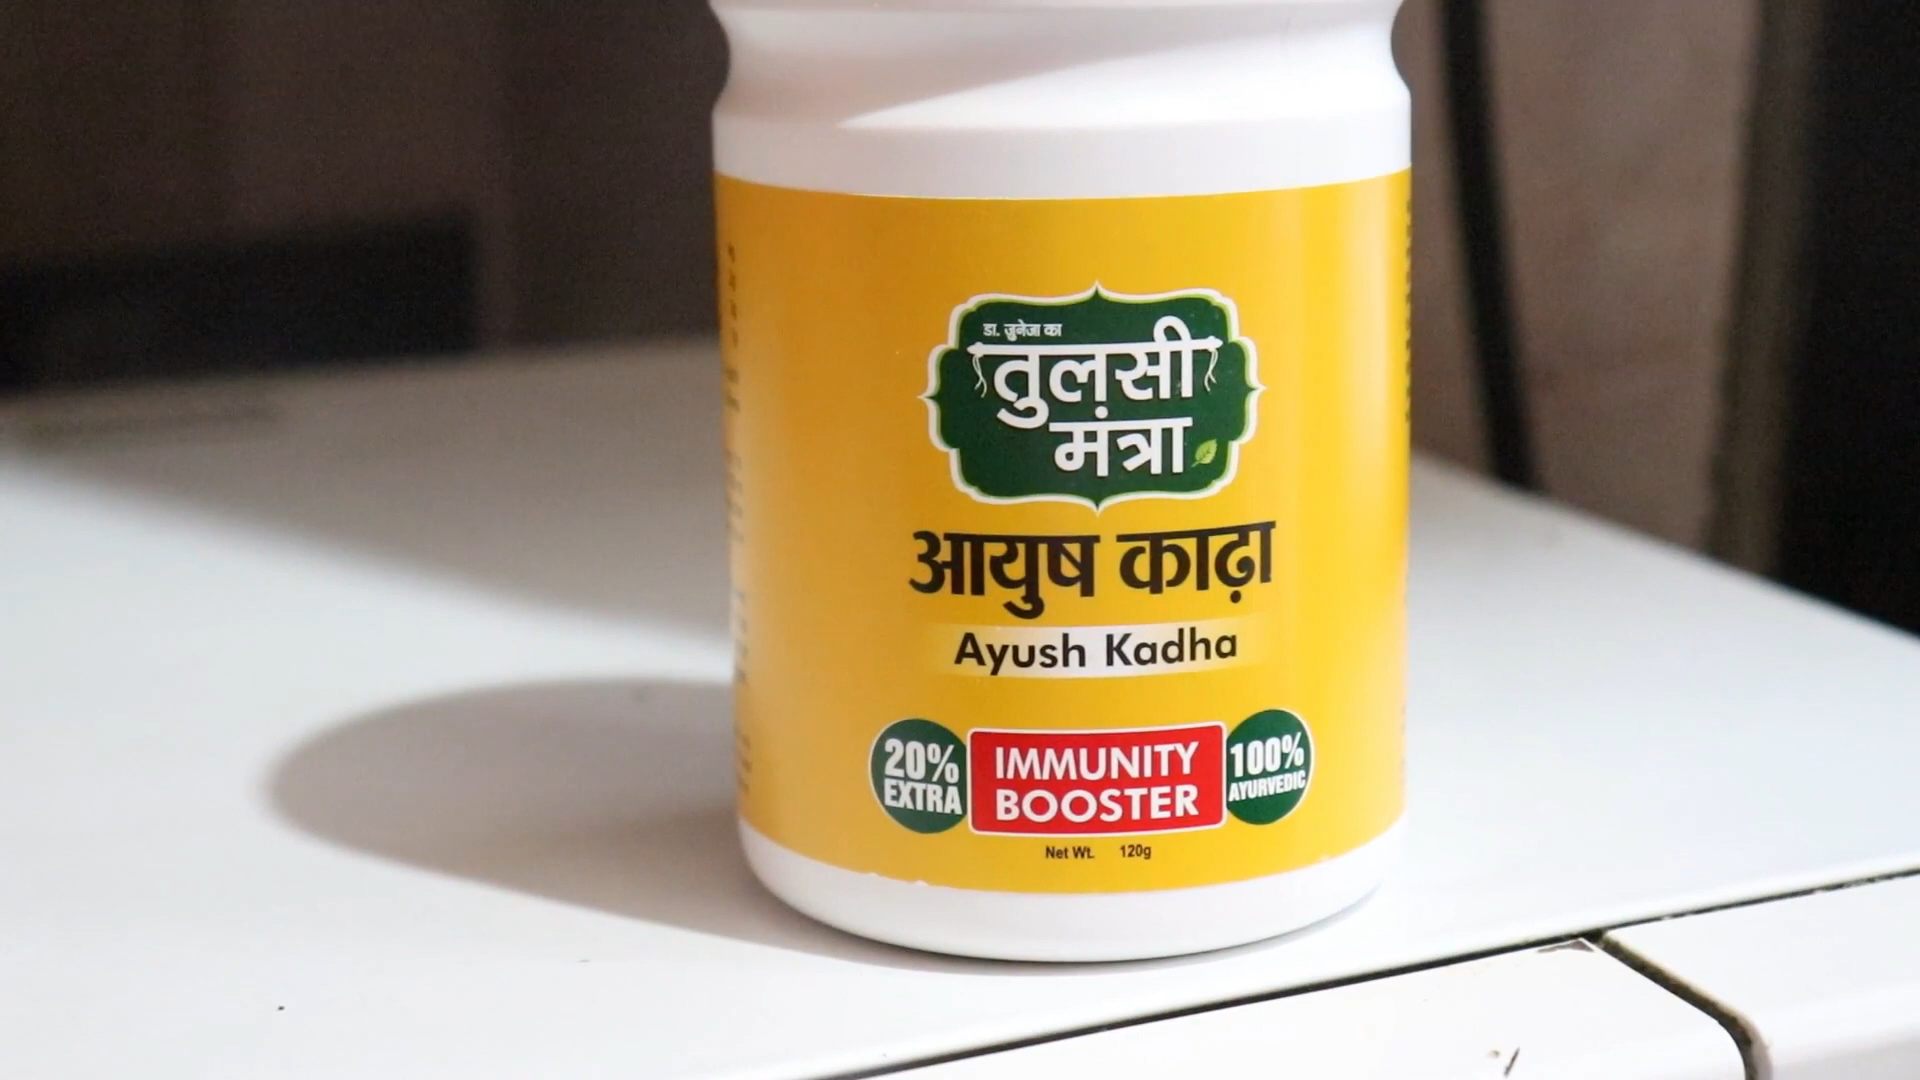 डा. जुनेजा का
तुलसी
मंत्रा
आयुष काढ़ा
Ayush Kadha
20%
EXTRA
IMMUNITY
BOOSTER
100%
AYURVEDIC
Net Wt. 120g